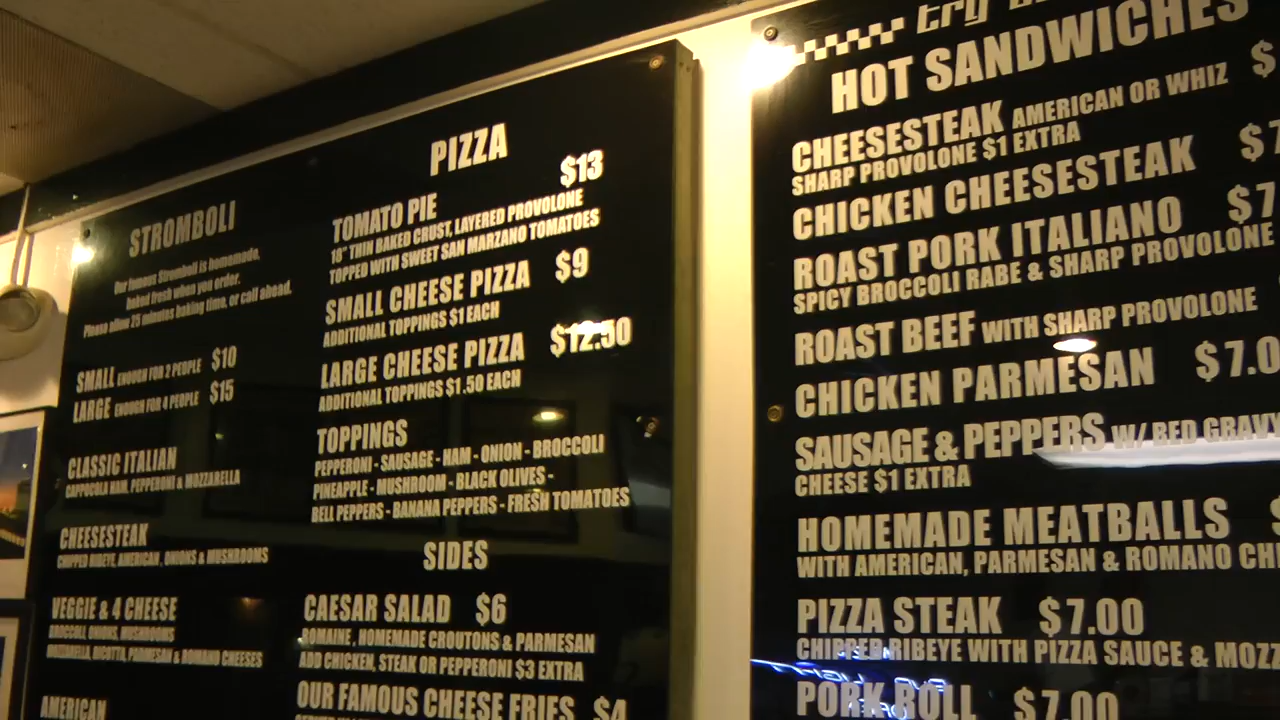 STROMBOLI
Our famous Stromboli is homemade,
baked fresh when you order.
Please allow 25 minutes baking time, or call ahead.
SMALL ENOUGH FOR 2 PEOPLE $10
LARGE ENOUGH FOR 4 PEOPLE $15
CLASSIC ITALIAN
CAPPOCOLA HAM, PEPPERONI & MOZZARELLA
CHEESESTEAK
CHIPPED RIBEYE, AMERICAN, ONIONS & MUSHROOMS
VEGGIE & 4 CHEESE
BROCCOLI ONIONS, MUSHROOMS
MOZZARELLA, RICOTTA, PARMESAN & ROMANO CHEESES
AMERICAN
PIZZA
$13
TOMATO PIE
16" THIN BAKED CRUST, LAYERED PROVOLONE
TOPPED WITH SWEET SAN MARZANO TOMATOES
SMALL CHEESE PIZZA $9
ADDITIONAL TOPPINGS $1 EACH
LARGE CHEESE PIZZA $12.50
ADDITIONAL TOPPINGS $1.50 EACH
TOPPINGS
PEPPERONI - SAUSAGE - HAM - ONION - BROCCOLI
PINEAPPLE - MUSHROOM - BLACK OLIVES -
BELL PEPPERS - BANANA PEPPERS - FRESH TOMATOES
SIDES
CAESAR SALAD $6
ROMAINE, HOMEMADE CROUTONS & PARMESAN
ADD CHICKEN, STEAK OR PEPPERONI $3 EXTRA
OUR FAMOUS CHEESE FRIES $4
try
HOT SANDWICHES
CHEESESTEAK AMERICAN OR WHIZ $
SHARP PROVOLONE $1 EXTRA
CHICKEN CHEESESTEAK $7
ROAST PORK ITALIANO $7
SPICY BROCCOLI RABE & SHARP PROVOLONE
ROAST BEEF WITH SHARP PROVOLONE
CHICKEN PARMESAN $7.0
SAUSAGE & PEPPERS W/ RED GRAVY
CHEESE $1 EXTRA
HOMEMADE MEATBALLS $
WITH AMERICAN, PARMESAN & ROMANO CHE
PIZZA STEAK $7.00
CHIPPED RIBEYE WITH PIZZA SAUCE & MOZZ
PORK ROLL $7.00